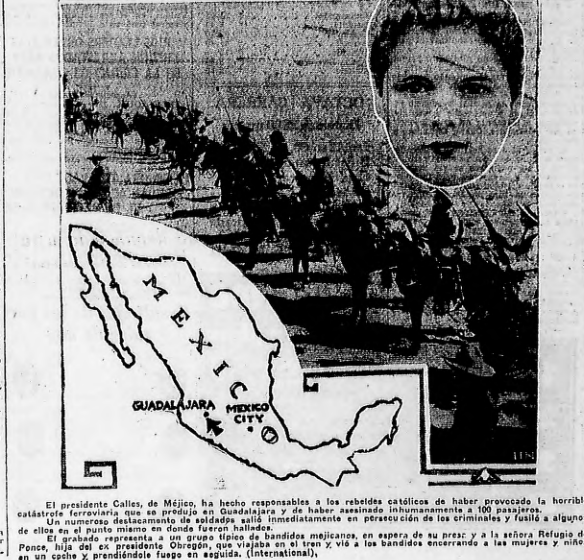 MEXICO
GUADALAJARA
MEXICO
CITY
El presidente Calles, de Méjico, ha hecho responsables a los rebeldes católicos de haber provocado la horribl
catástrofe ferroviaria que se produjo en Guadalajara y de haber asesinado inhumanamente a 100 pasajeros.
Un numeroso destacamento de soldados salió inmediatamente en persecución de los criminales y fusiló a alguno
de ellos en el punto mismo en donde fueron hallados.
El grabado representa a un grupo típico de bandidos mejicanos, en espera de su presa; y a la señora Refugio O
Ponce, hija del ex presidente Obregón, que viajaba en el tren y vió a los bandidos encerrando a las mujeres y niño
en un coche y prendiéndole fuego en seguida. (International),